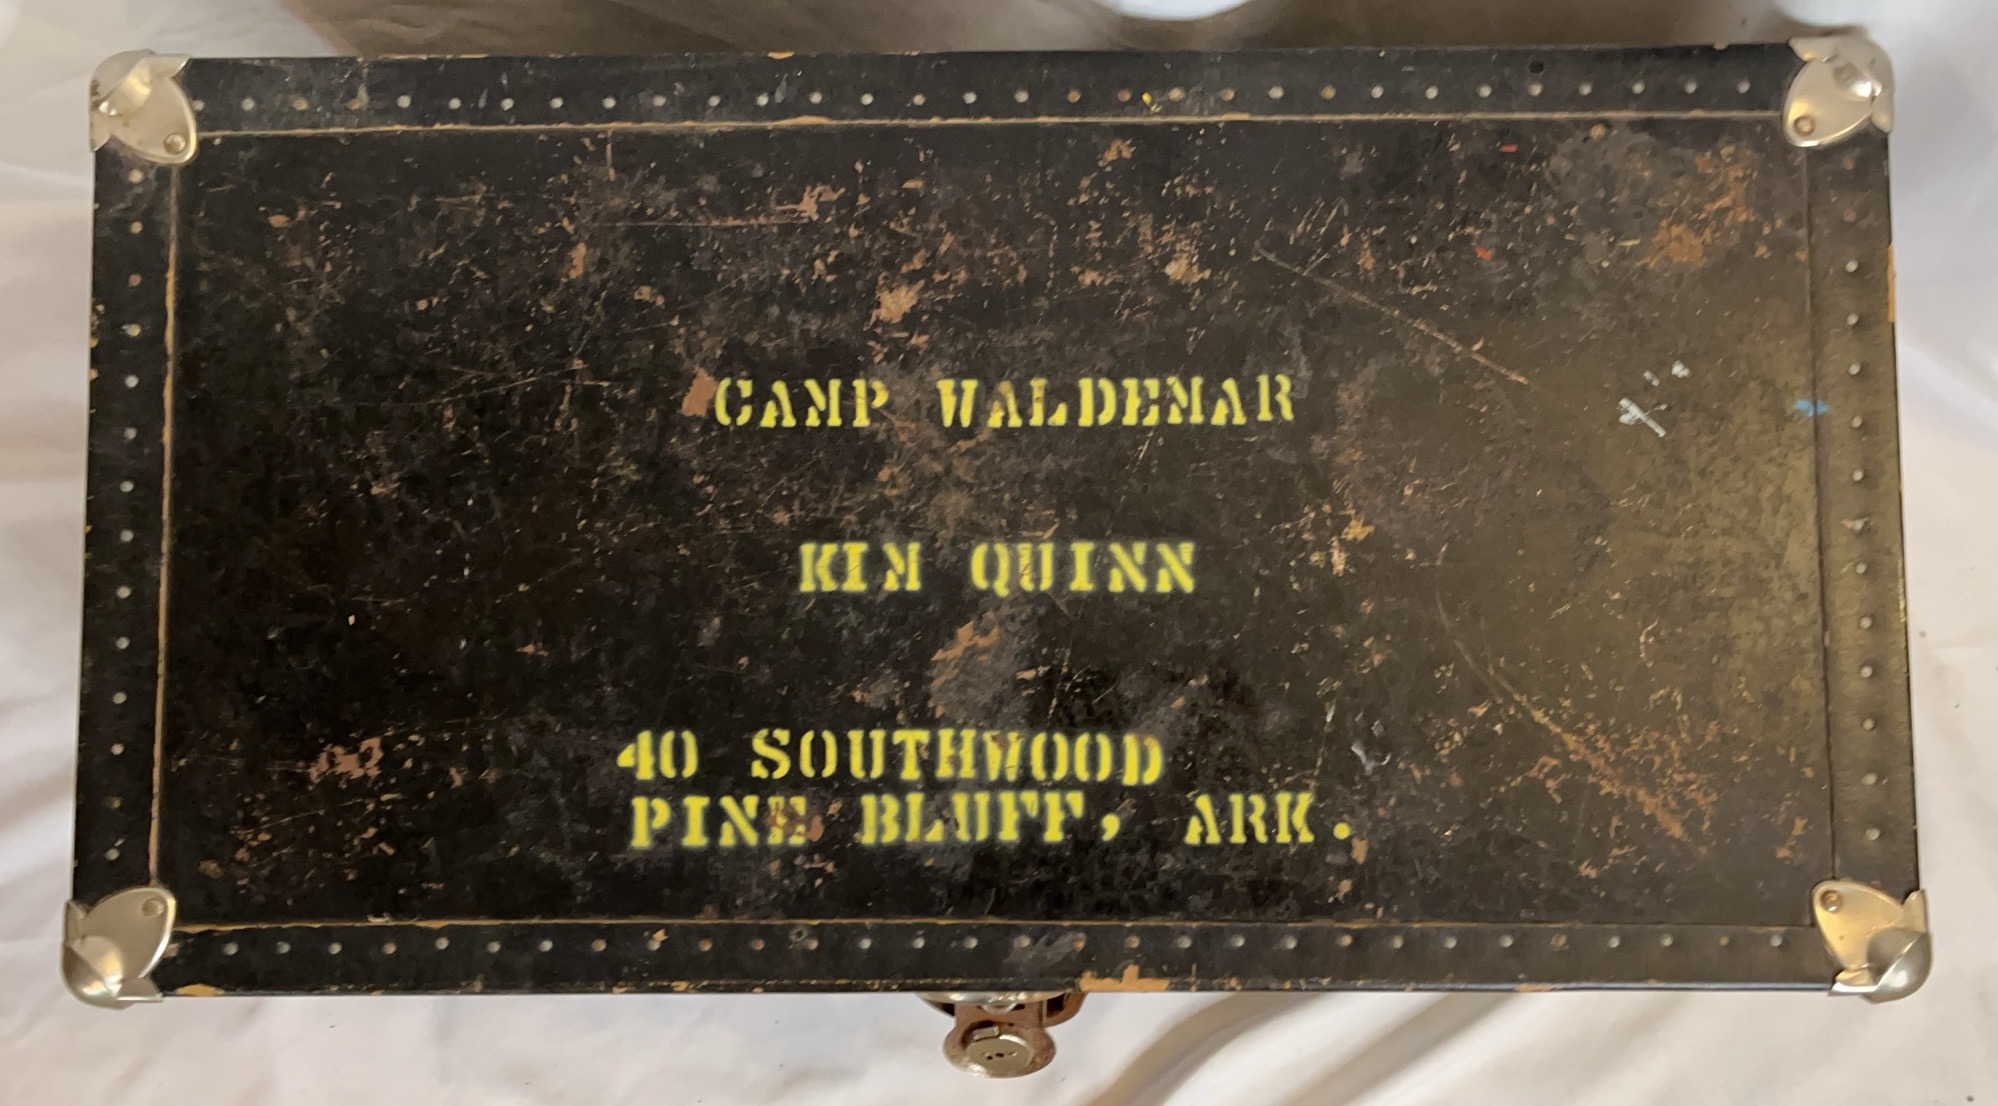 CAMP WALDEMAR
KIM QUINN
40 SOUTHWOOD
PINE BLUFF, ARK.